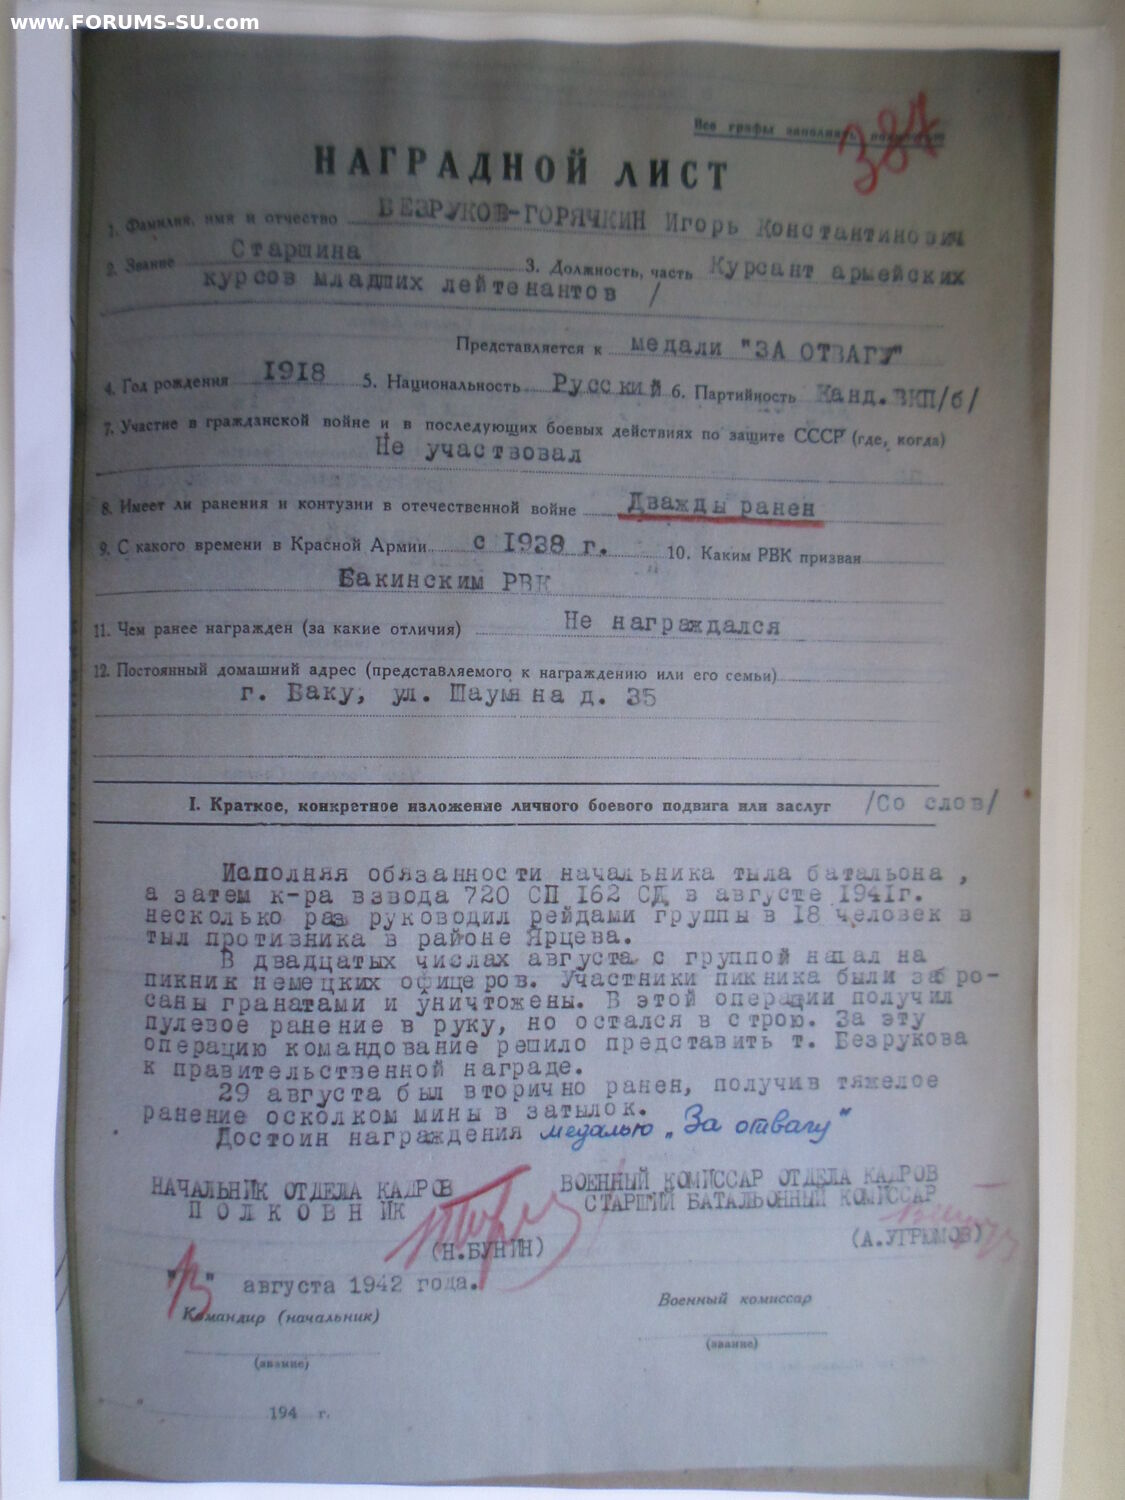 www.FORUMS-SU.com
Все графы заполнять полностью
387
НАГРАДНОЙ ЛИСТ
1. Фамилия, имя и отчество БЕЗРУКОВ-ГОРЯЧКИН Игорь Константинович
2. Звание Старшина 3. Должность, часть Курсант армейских
курсов младших лейтенантов /
Представляется к медали "ЗА ОТВАГУ"
4. Год рождения 1918 5. Национальность Русский 6. Партийность Канд.ВКП/б/
7. Участие в гражданской войне и в последующих боевых действиях по защите СССР (где, когда)
Не участвовал
8. Имеет ли ранения и контузии в отечественной войне Дважды ранен
9. С какого времени в Красной Армии с 1938 г. 10. Каким РВК призван
Бакинским РВК
11. Чем ранее награжден (за какие отличия) Не награждался
12. Постоянный домашний адрес (представляемого к награждению или его семьи)
г. Баку, ул. Шаумяна д. 35
I. Краткое, конкретное изложение личного боевого подвига или заслуг /Со слов/
Исполняя обязанности начальника тыла батальона,
а затем к-ра взвода 720 СП 162 СД в августе 1941г.
несколько раз руководил рейдами группы в 18 человек в
тыл противника в районе Ярцева.
В двадцатых числах августа с группой напал на
пикник немецких офицеров. Участники пикника были забро-
саны гранатами и уничтожены. В этой операции получил
пулевое ранение в руку, но остался в строю. За эту
операцию командование решило представить т. Безрукова
к правительственной награде.
29 августа был вторично ранен, получив тяжелое
ранение осколком мины в затылок.
Достоин награждения медалью „За отвагу"
НАЧАЛЬНИК ОТДЕЛА КАДРОВ ВОЕННЫЙ КОМИССАР ОТДЕЛА КАДРОВ
ПОЛКОВНИК СТАРШИЙ БАТАЛЬОННЫЙ КОМИССАР
(Н.БУНИН) (А.УГРЮМОВ)
" " августа 1942 года.
Командир (начальник) Военный комиссар
(звание) (звание)
194 г.